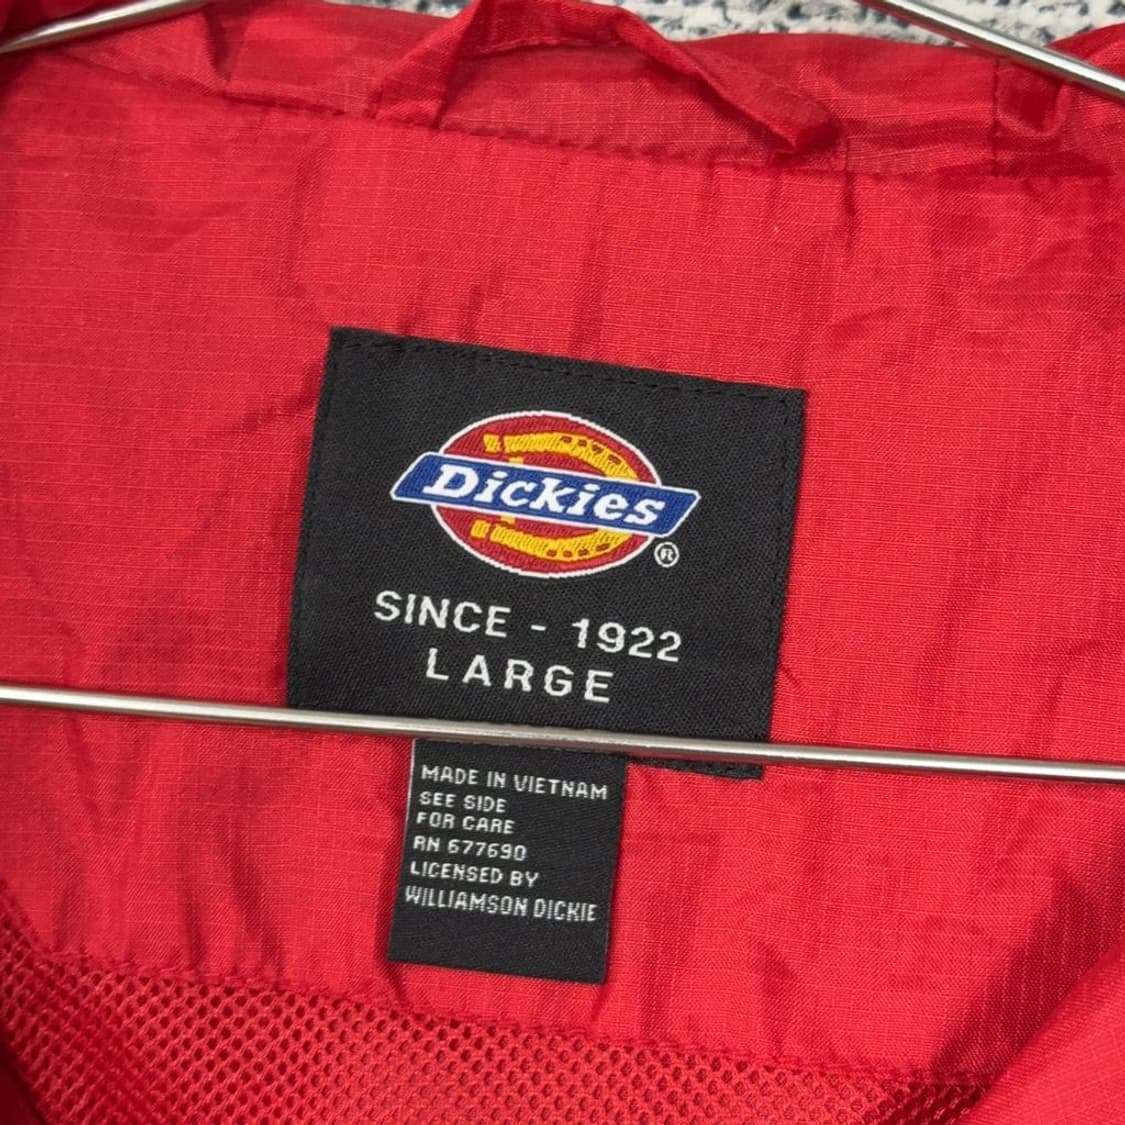 Dickies
®
SINCE - 1922
LARGE
MADE IN VIETNAM
SEE SIDE
FOR CARE
RN 677690
LICENSED BY
WILLIAMSON DICKIE